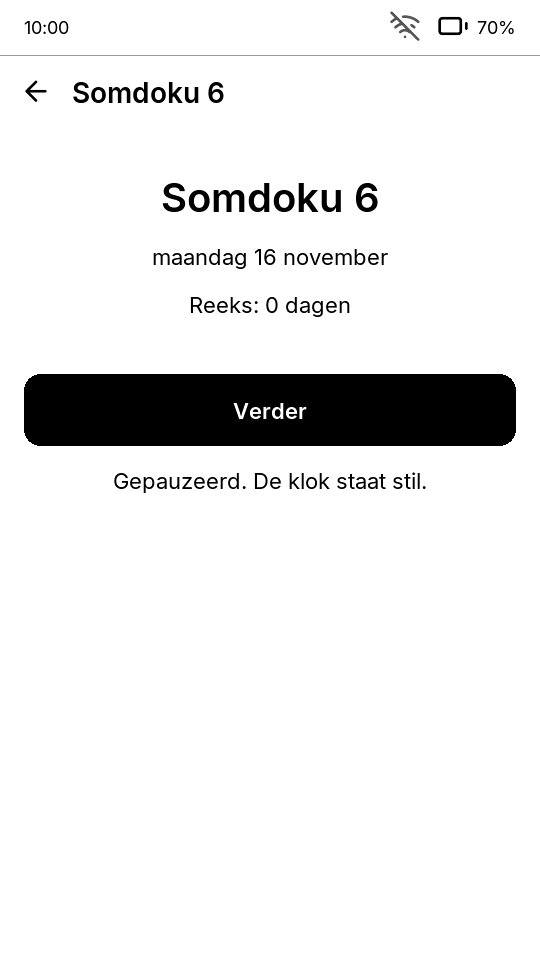 10:00
70%
Somdoku 6
Somdoku 6
maandag 16 november
Reeks: 0 dagen
Verder
Gepauzeerd. De klok staat stil.